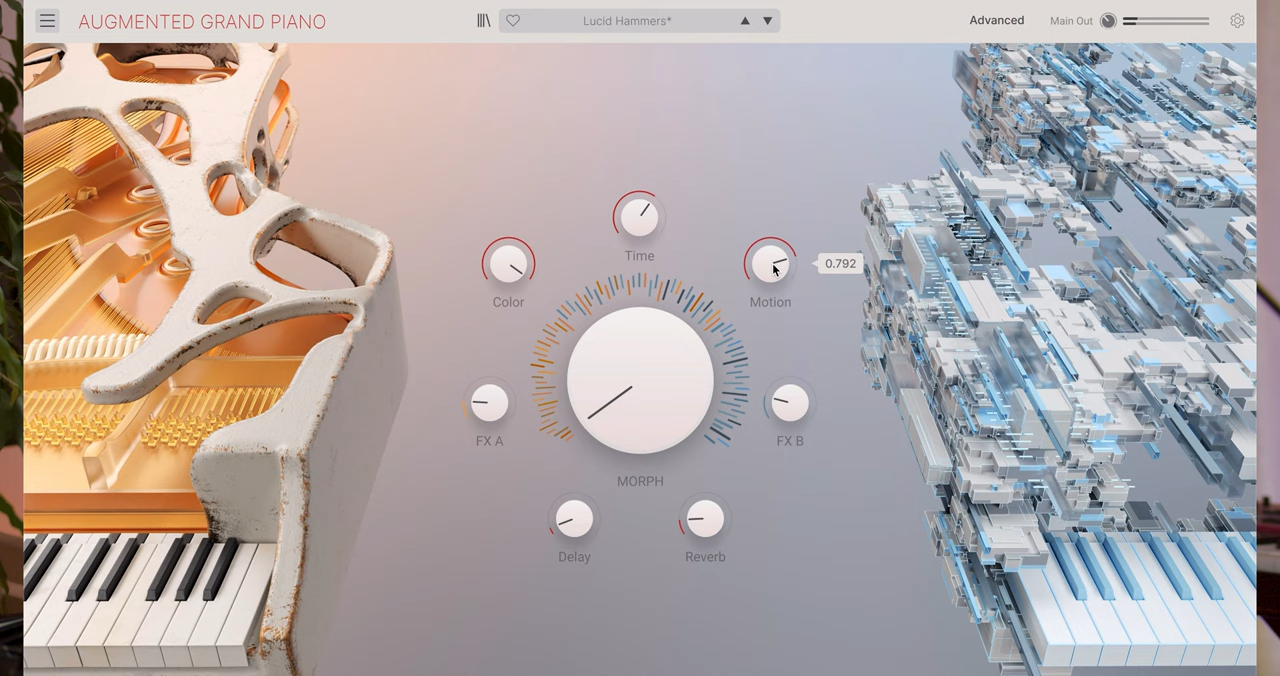 AUGMENTED GRAND PIANO
Lucid Hammers*
Advanced
Main Out
Time
Color
Motion
0.792
FX A
FX B
MORPH
Delay
Reverb